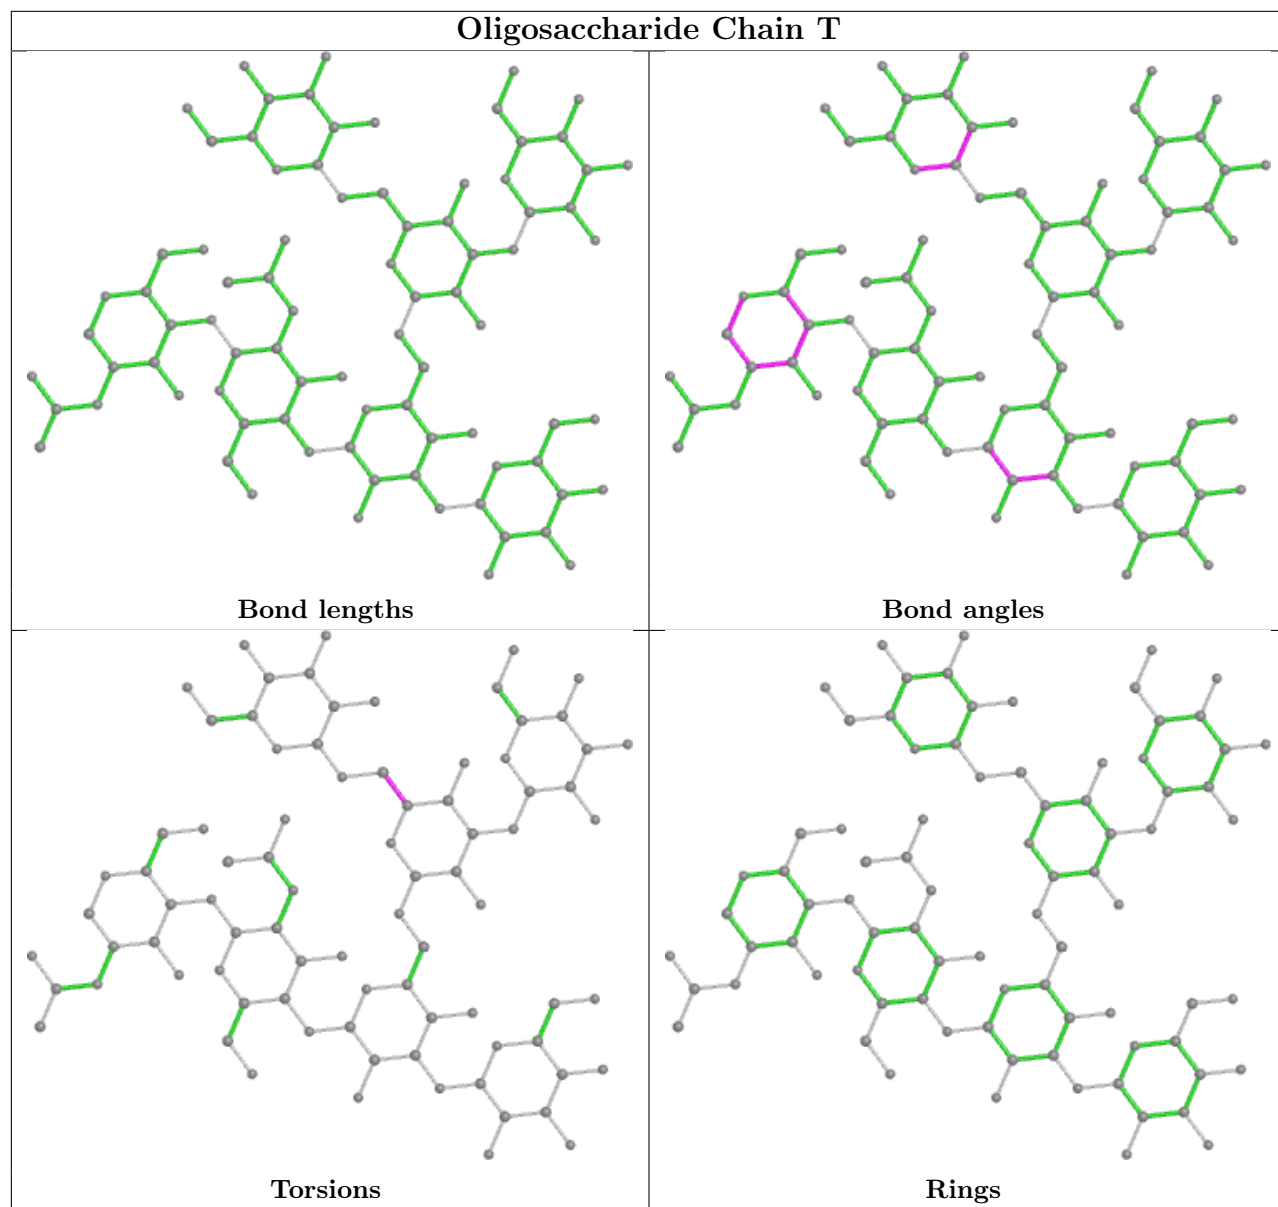 Oligosaccharide Chain T
Bond lengths
Bond angles
Torsions
Rings